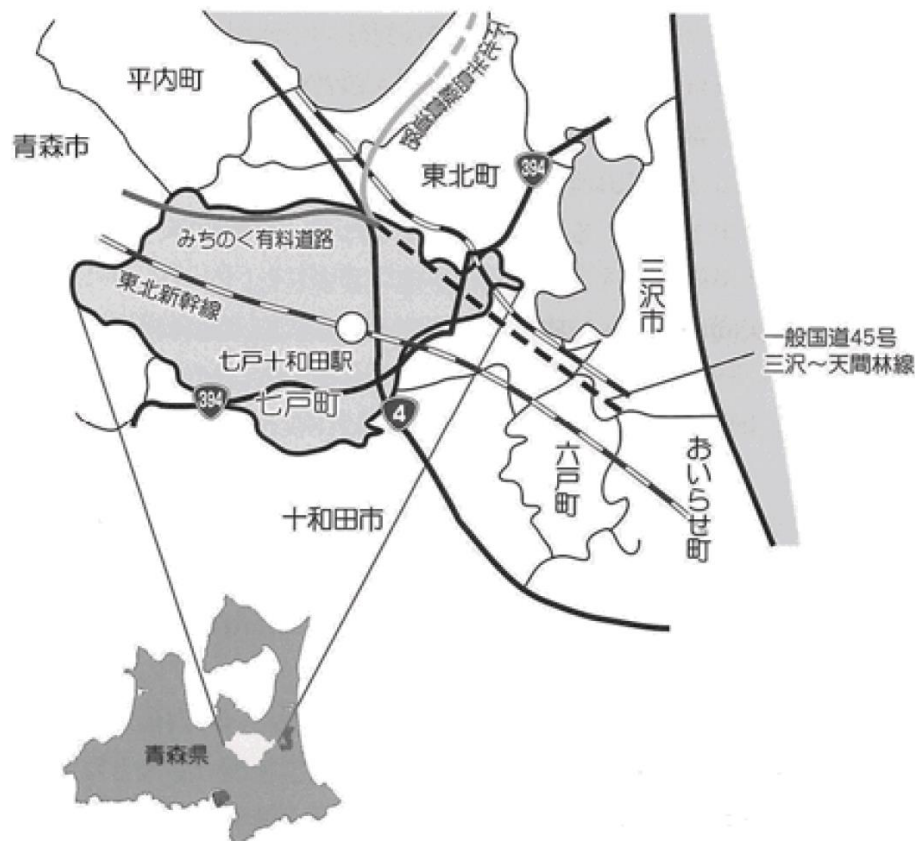 平内町
青森市
下北半島縦貫道路
東北町
394
みちのく有料道路
東北新幹線
三沢市
一般国道45号
三沢〜天間林線
七戸十和田駅
394
七戸町
4
六戸町
おいらせ町
十和田市
青森県